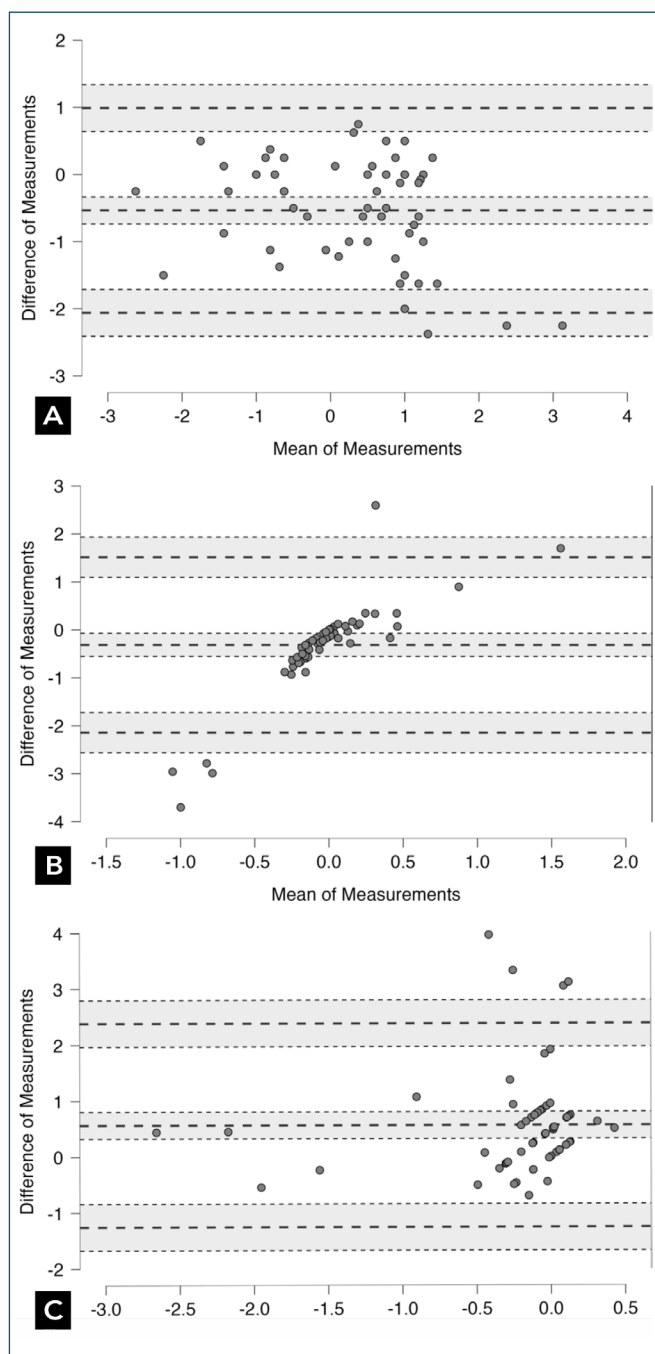 2
1
0
-1
-2
-3
Difference of Measurements
-3 -2 -1 0 1 2 3 4
Mean of Measurements
A
3
2
1
0
-1
-2
-3
-4
Difference of Measurements
-1.5 -1.0 -0.5 0.0 0.5 1.0 1.5 2.0
Mean of Measurements
B
4
3
2
1
0
-1
-2
Difference of Measurements
-3.0 -2.5 -2.0 -1.5 -1.0 -0.5 0.0 0.5
C